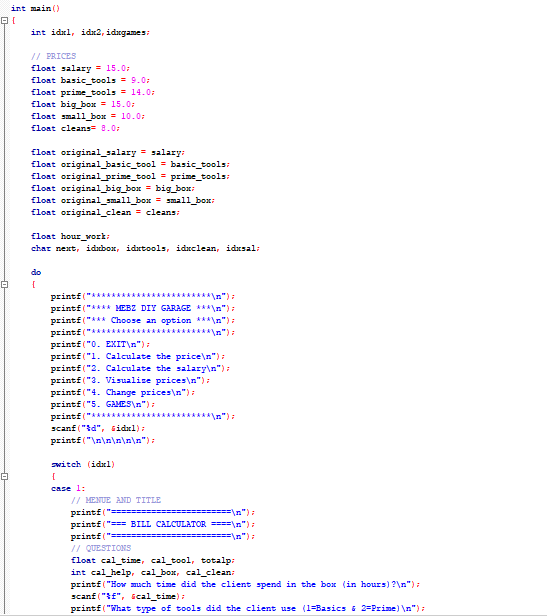 int main()
{
int idx1, idx2,idxgames;
// PRICES
float salary = 15.0;
float basic_tools = 9.0;
float prime_tools = 14.0;
float big_box = 15.0;
float small_box = 10.0;
float cleans= 8.0;
float original_salary = salary;
float original_basic_tool = basic_tools;
float original_prime_tool = prime_tools;
float original_big_box = big_box;
float original_small_box = small_box;
float original_clean = cleans;
float hour_work;
char next, idxbox, idxtools, idxclean, idxsal;
do
{
printf("************************\n");
printf("**** MEBZ DIY GARAGE ***\n");
printf("*** Choose an option ***\n");
printf("************************\n");
printf("0. EXIT\n");
printf("1. Calculate the price\n");
printf("2. Calculate the salary\n");
printf("3. Visualize prices\n");
printf("4. Change prices\n");
printf("5. GAMES\n");
printf("************************\n");
scanf("%d", &idx1);
printf("\n\n\n\n\n");
switch (idx1)
{
case 1:
// MENUE AND TITLE
printf("========================\n");
printf("=== BILL CALCULATOR ====\n");
printf("========================\n");
// QUESTIONS
float cal_time, cal_tool, totalp;
int cal_help, cal_box, cal_clean;
printf("How much time did the client spend in the box (in hours)?\n");
scanf("%f", &cal_time);
printf("What type of tools did the client use (1=Basics & 2=Prime)\n");